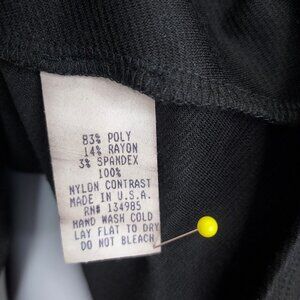 83% POLY
14% RAYON
3% SPANDEX
100%
NYLON CONTRAST
MADE IN U.S.A.
RN# 134985
HAND WASH COLD
LAY FLAT TO DRY
DO NOT BLEACH